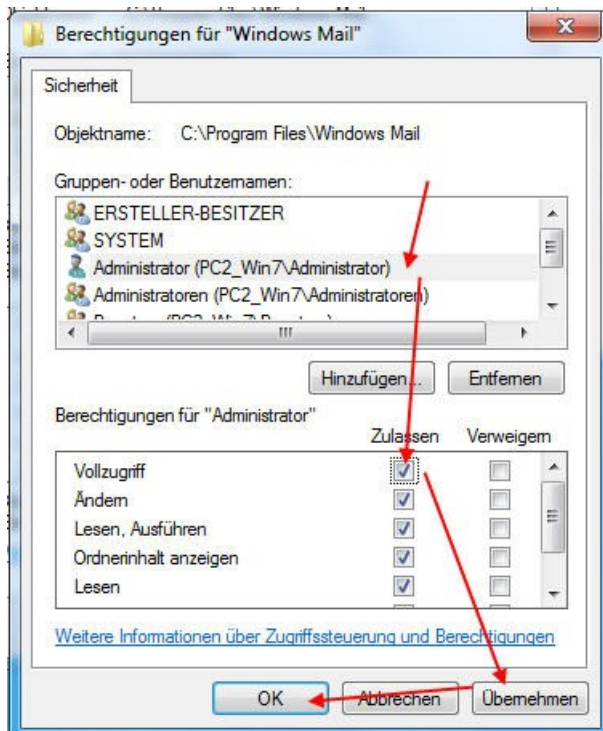 Berechtigungen für "Windows Mail"
Sicherheit
Objektname: C:\Program Files\Windows Mail
Gruppen- oder Benutzernamen:
ERSTELLER-BESITZER
SYSTEM
Administrator (PC2_Win7\Administrator)
Administratoren (PC2_Win7\Administratoren)
Hinzufügen... Entfernen
Berechtigungen für "Administrator"
Zulassen Verweigern
Vollzugriff
Ändern
Lesen, Ausführen
Ordnerinhalt anzeigen
Lesen
Weitere Informationen über Zugriffssteuerung und Berechtigungen
OK Abbrechen Übernehmen